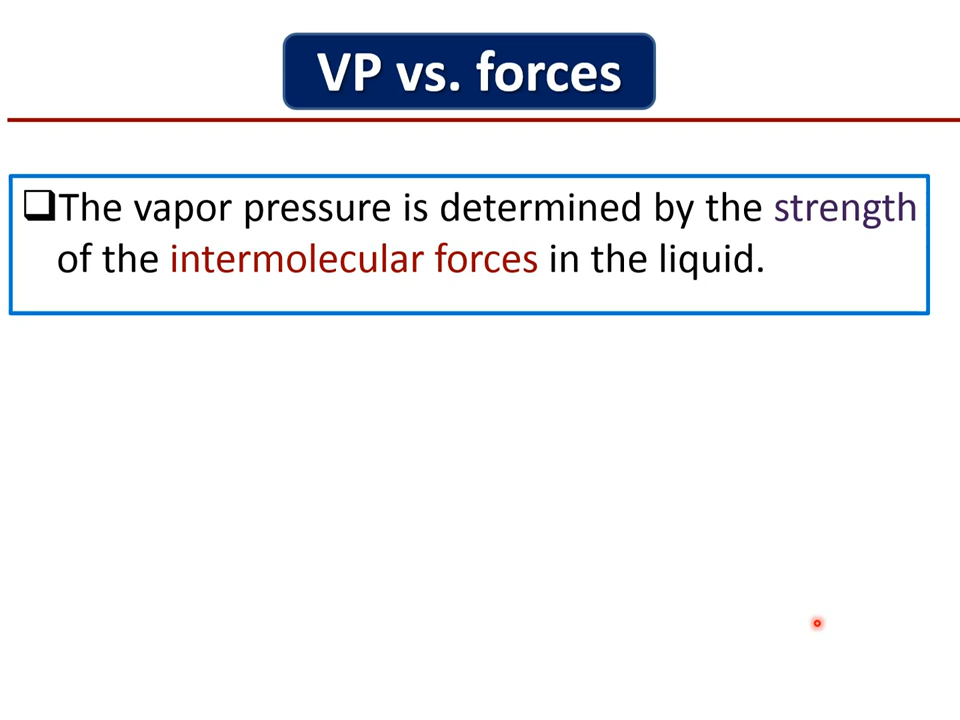 VP vs. forces
❑The vapor pressure is determined by the strength
of the intermolecular forces in the liquid.